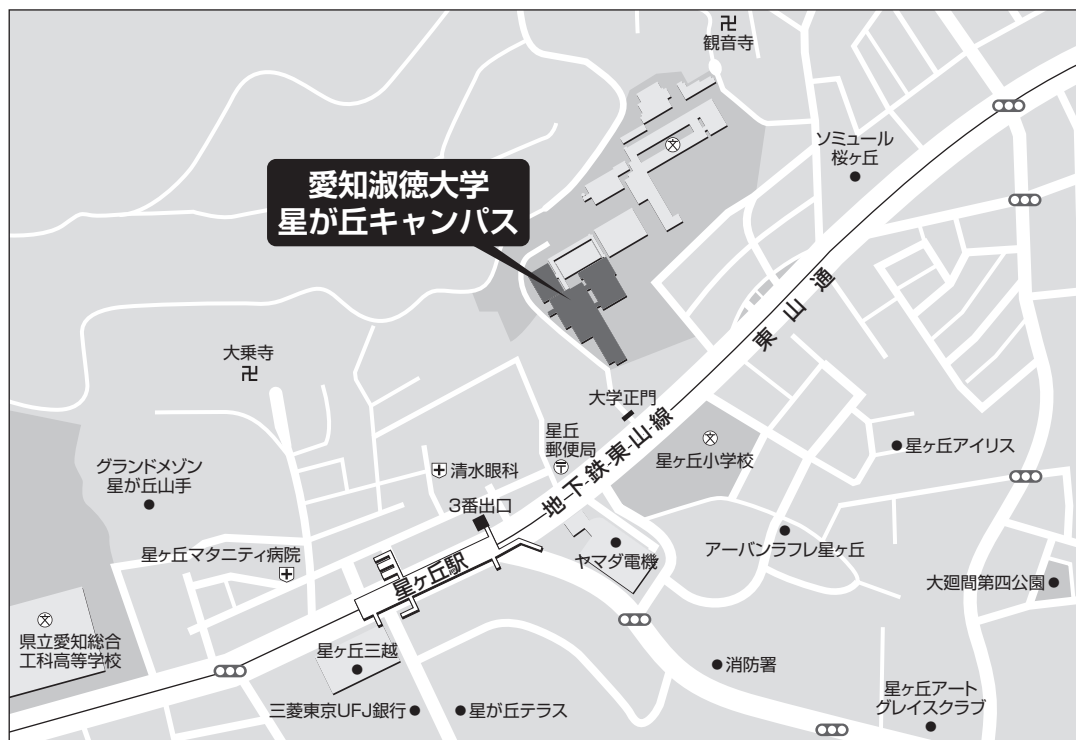 観音寺
ソミュール
桜ヶ丘
愛知淑徳大学
星が丘キャンパス
東山通
大乗寺
大学正門
星丘
郵便局
地下鉄東山線
星ヶ丘小学校
星ヶ丘アイリス
グランドメゾン
星が丘山手
清水眼科
3番出口
星ヶ丘マタニティ病院
星ヶ丘駅
ヤマダ電機
アーバンラフレ星ヶ丘
大廻間第四公園
県立愛知総合
工科高等学校
星ヶ丘三越
消防署
三菱東京UFJ銀行
星が丘テラス
星ヶ丘アート
グレイスクラブ